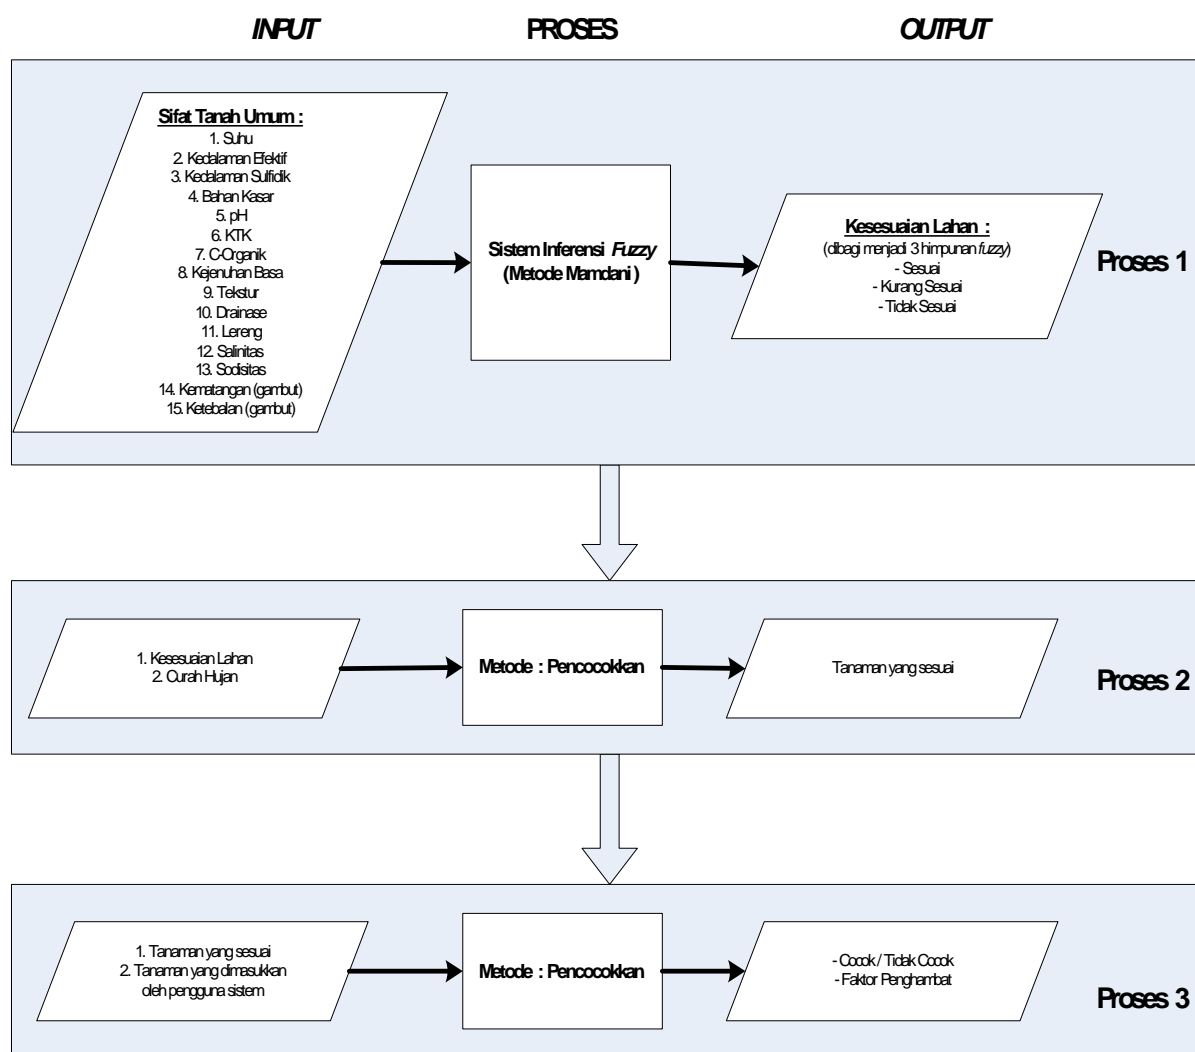 INPUT PROSES OUTPUT
Sifat Tanah Umum :
1. Suhu
2. Kedalaman Efektif
3. Kedalaman Sulfidik
4. Bahan Kasar
5. pH
6. KTK
7. C-Organik
8. Kejenuhan Basa
9. Tekstur
10. Drainase
11. Lereng
12. Salinitas
13. Sodisitas
14. Kematangan (gambut)
15. Ketebalan (gambut)
Sistem Inferensi Fuzzy
(Metode Mamdani )
Kesesuaian Lahan :
(dibagi menjadi 3 himpunan fuzzy)
- Sesuai
- Kurang Sesuai
- Tidak Sesuai
Proses 1
1. Kesesuaian Lahan
2. Curah Hujan
Metode : Pencocokkan
Tanaman yang sesuai
Proses 2
1. Tanaman yang sesuai
2. Tanaman yang dimasukkan
oleh pengguna sistem
Metode : Pencocokkan
- Cocok / Tidak Cocok
- Faktor Penghambat
Proses 3